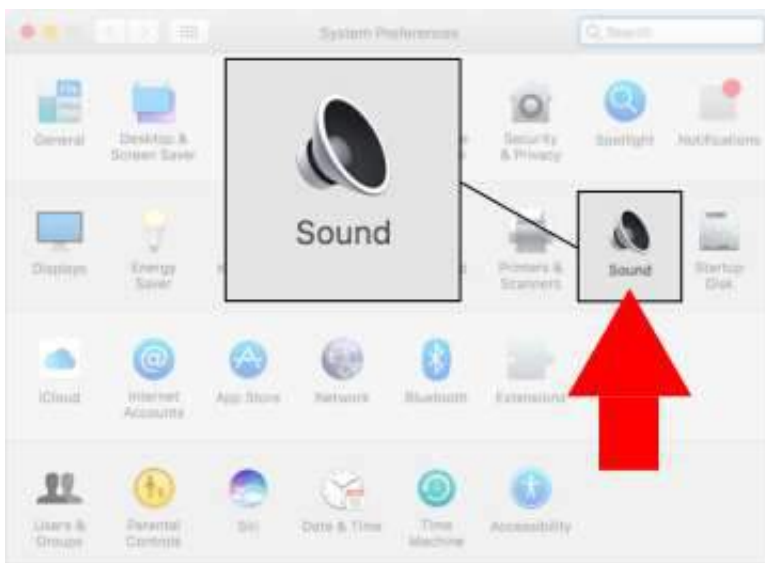 System Preferences
Search
General
Desktop &
Screen Saver
Security
& Privacy
Spotlight
Notifications
Sound
Displays
Energy
Saver
Printers &
Scanners
Sound
Startup
Disk
iCloud
Internet
Accounts
App Store
Network
Bluetooth
Extensions
Users &
Groups
Parental
Controls
Siri
Date & Time
Time
Machine
Accessibility